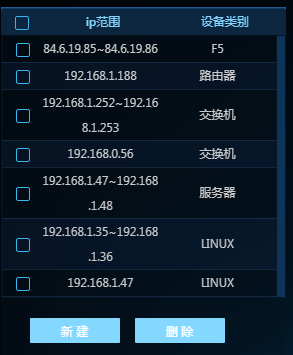 ip范围 设备类别
84.6.19.85~84.6.19.86 F5
192.168.1.188 路由器
192.168.1.252~192.16
8.1.253 交换机
192.168.0.56 交换机
192.168.1.47~192.168
.1.48 服务器
192.168.1.35~192.168
.1.36 LINUX
192.168.1.47 LINUX
新建 删除